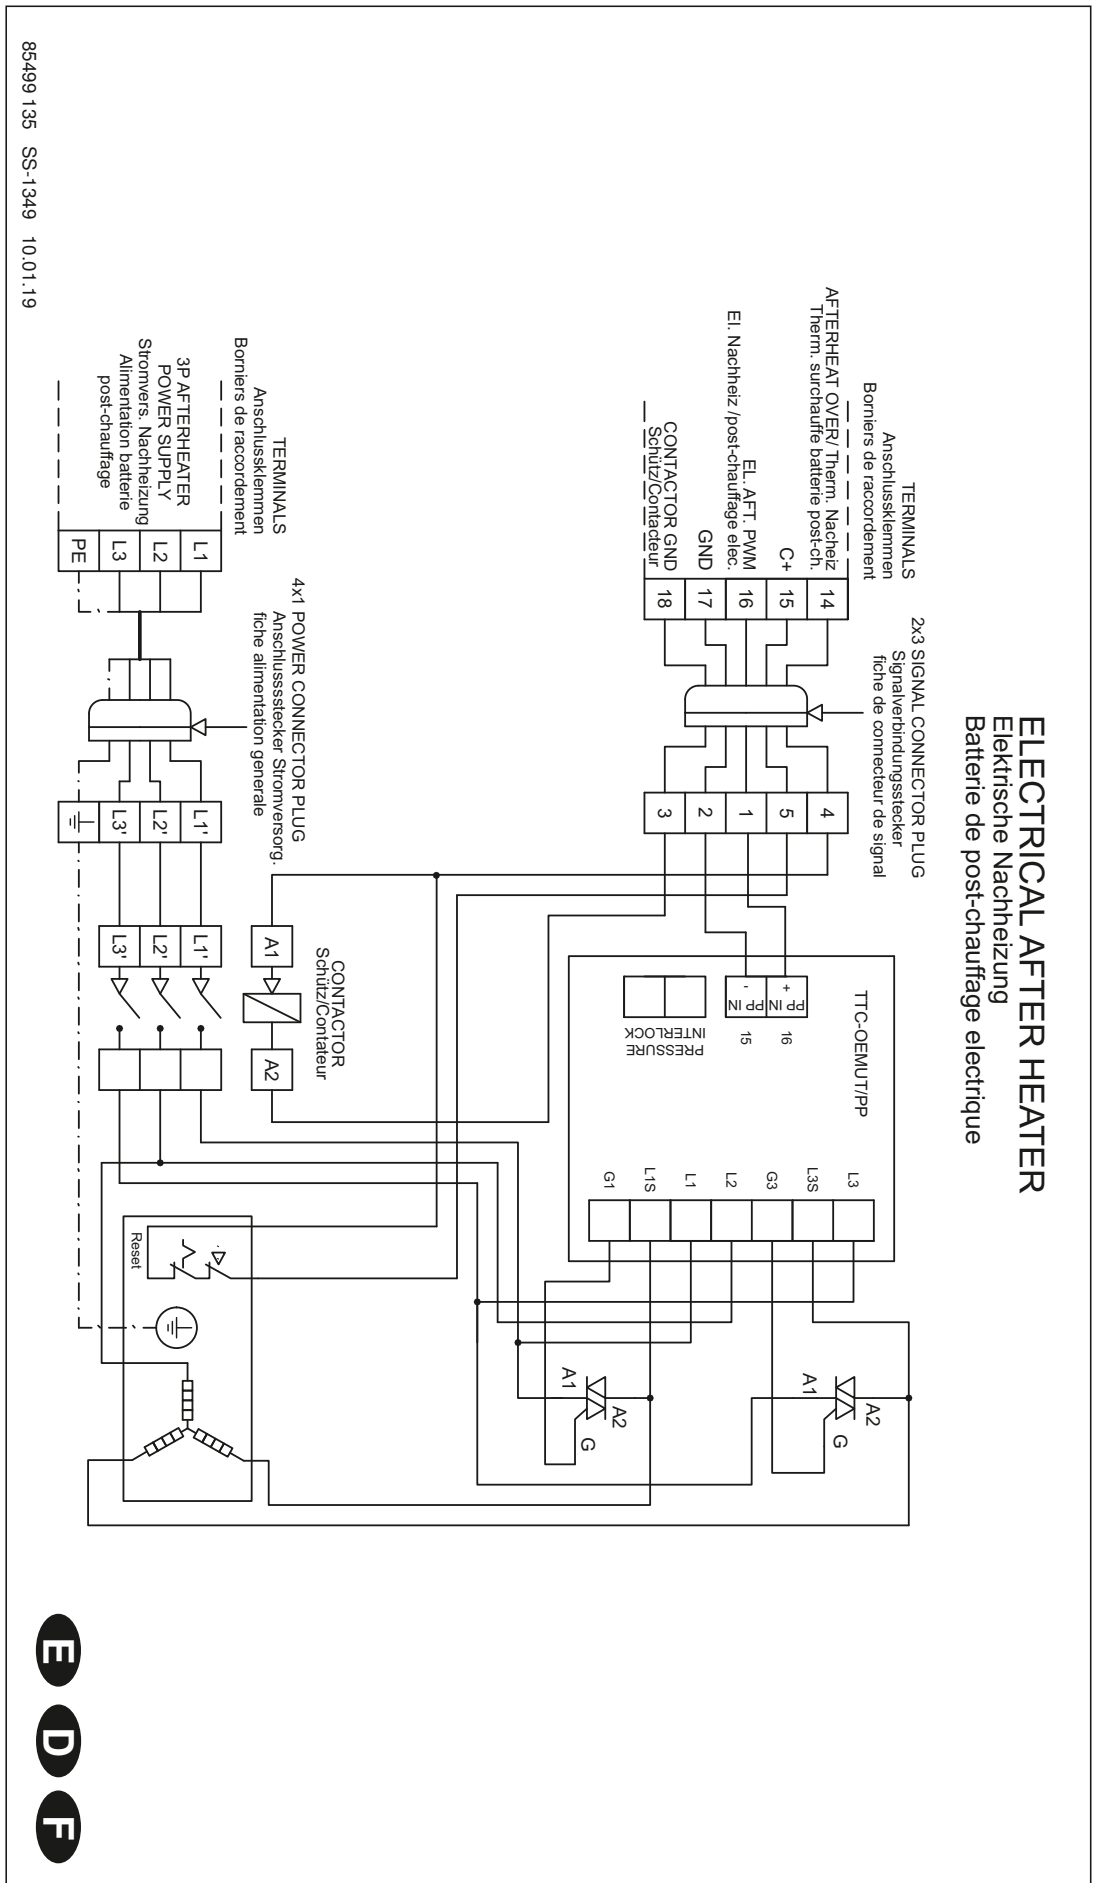 ELECTRICAL AFTER HEATER
Elektrische Nachheizung
Batterie de post-chauffage electrique
TERMINALS
Anschlussklemmen
Borniers de raccordement
2x3 SIGNAL CONNECTOR PLUG
Signalverbindungsstecker
fiche de connecteur de signal
AFTERHEAT OVER/ Therm. Nacheiz
Therm. surchauffe batterie post-ch.
C+
EL. AFT. PWM
El. Nachheiz /post-chauffage elec.
GND
CONTACTOR GND
Schütz/Contacteur
14
15
16
17
18
4
5
1
2
3
TTC-OEMUT/PP
+ PP IN
- PP IN
16
15
PRESSURE
INTERLOCK
L3
L3S
G3
L2
L1
L1S
G1
A1
A2
G
A1
A2
G
CONTACTOR
Schütz/Contateur
A1
A2
TERMINALS
Anschlussklemmen
Borniers de raccordement
4x1 POWER CONNECTOR PLUG
Anschlussstecker Stromversorg.
fiche alimentation generale
3P AFTERHEATER
POWER SUPPLY
Stromvers. Nachheizung
Alimentation batterie
post-chauffage
L1
L2
L3
PE
L1'
L2'
L3'
L1'
L2'
L3'
Reset
85499 135 SS-1349 10.01.19
E D F